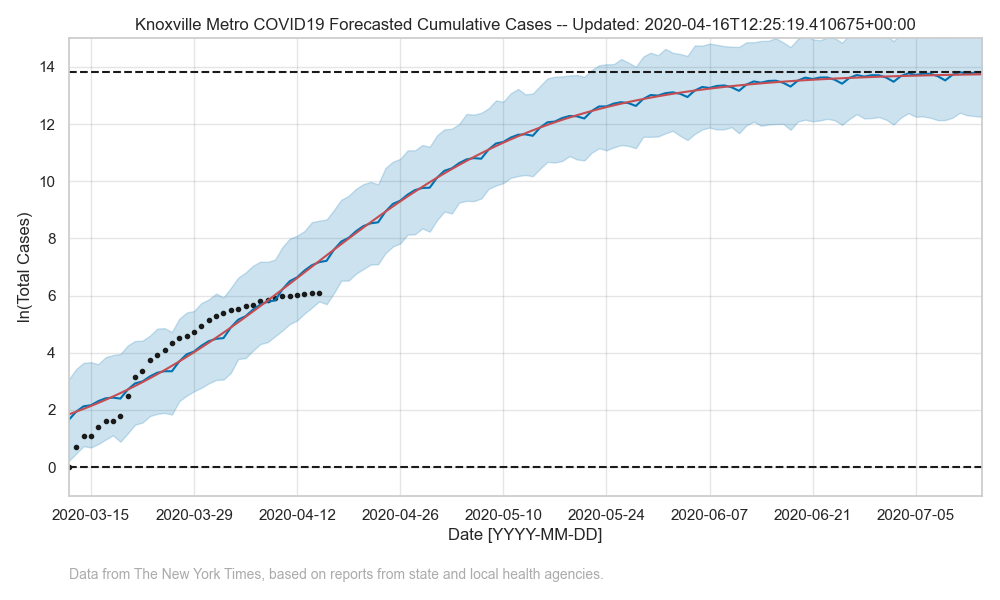 Knoxville Metro COVID19 Forecasted Cumulative Cases -- Updated: 2020-04-16T12:25:19.410675+00:00
ln(Total Cases)
14
12
10
8
6
4
2
0
2020-03-15 2020-03-29 2020-04-12 2020-04-26 2020-05-10 2020-05-24 2020-06-07 2020-06-21 2020-07-05
Date [YYYY-MM-DD]
Data from The New York Times, based on reports from state and local health agencies.